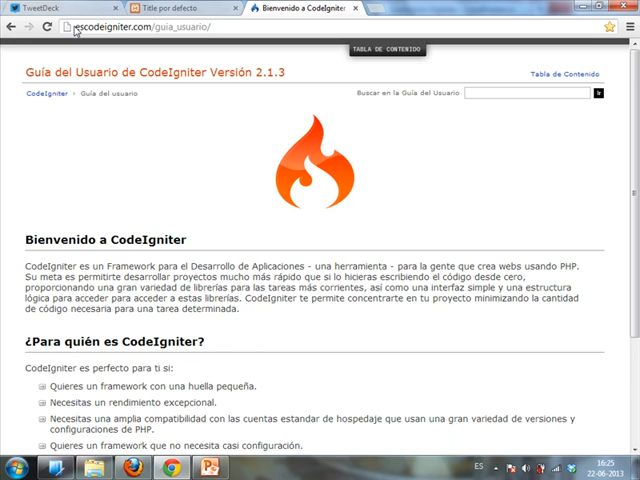 TweetDeck
Título por defecto
Bienvenido a CodeIgniter
escodeigniter.com/guia_usuario/
TABLA DE CONTENIDO
Guía del Usuario de CodeIgniter Versión 2.1.3
Tabla de Contenido
CodeIgniter › Guía del usuario
Buscar en la Guía del Usuario
Ir
Bienvenido a CodeIgniter
CodeIgniter es un Framework para el Desarrollo de Aplicaciones - una herramienta - para la gente que crea webs usando PHP.
Su meta es permitirte desarrollar proyectos mucho más rápido que si lo hicieras escribiendo el código desde cero,
proporcionando una gran variedad de librerías para las tareas más corrientes, así como una interfaz simple y una estructura
lógica para acceder para acceder a estas librerías. CodeIgniter te permite concentrarte en tu proyecto minimizando la cantidad
de código necesaria para una tarea determinada.
¿Para quién es CodeIgniter?
CodeIgniter es perfecto para ti si:
Quieres un framework con una huella pequeña.
Necesitas un rendimiento excepcional.
Necesitas una amplia compatibilidad con las cuentas estandar de hospedaje que usan una gran variedad de versiones y
configuraciones de PHP.
Quieres un framework que no necesita casi configuración.
ES
16:25
22-06-2013